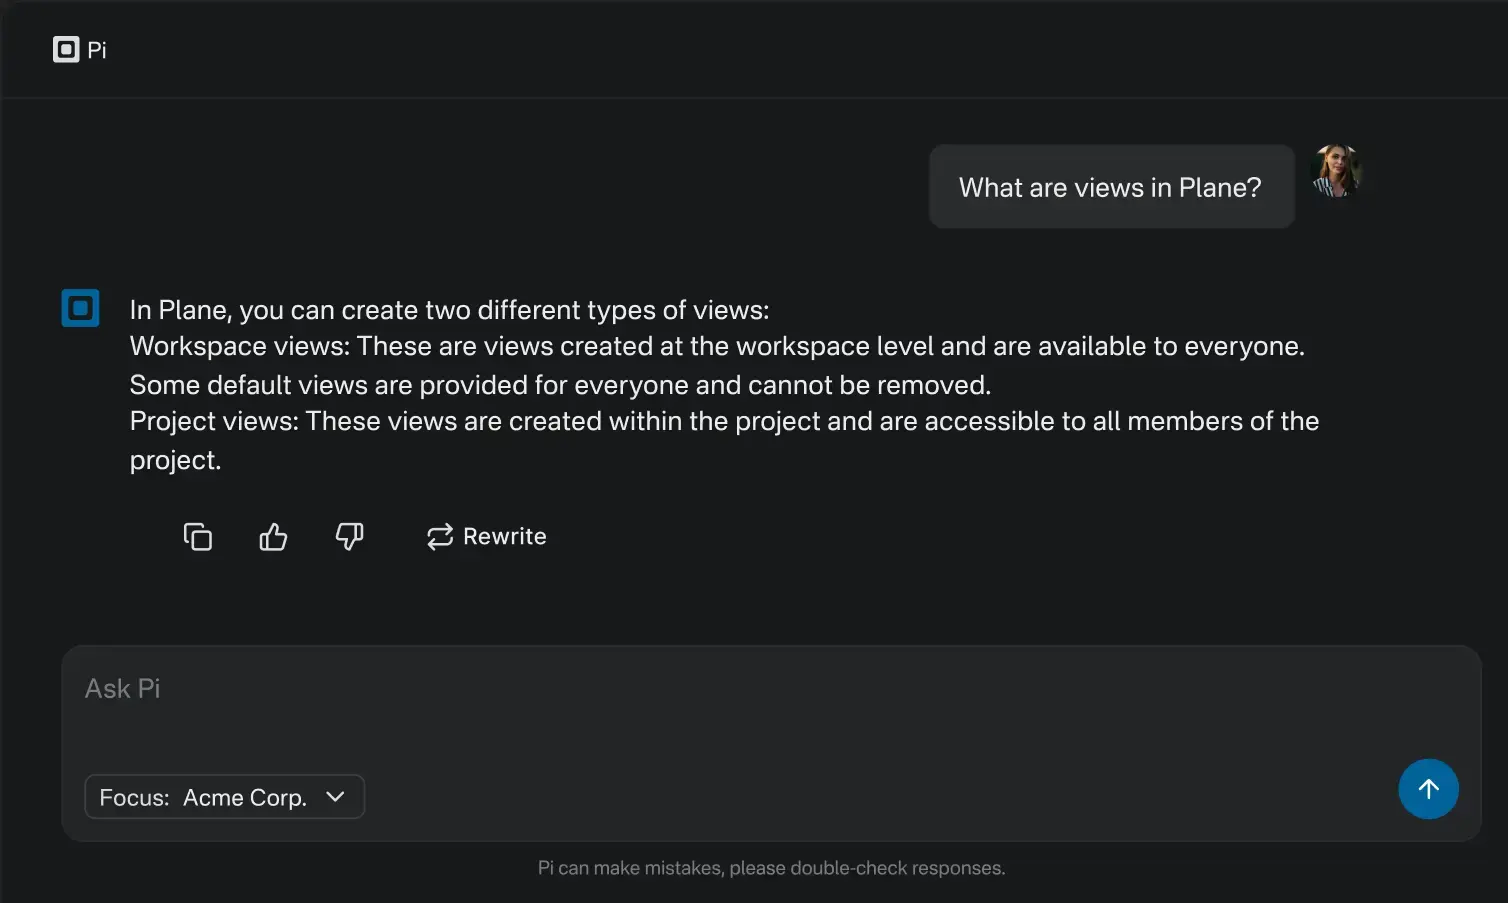 Pi
What are views in Plane?
In Plane, you can create two different types of views:
Workspace views: These are views created at the workspace level and are available to everyone.
Some default views are provided for everyone and cannot be removed.
Project views: These views are created within the project and are accessible to all members of the
project.
Rewrite
Ask Pi
Focus: Acme Corp.
Pi can make mistakes, please double-check responses.